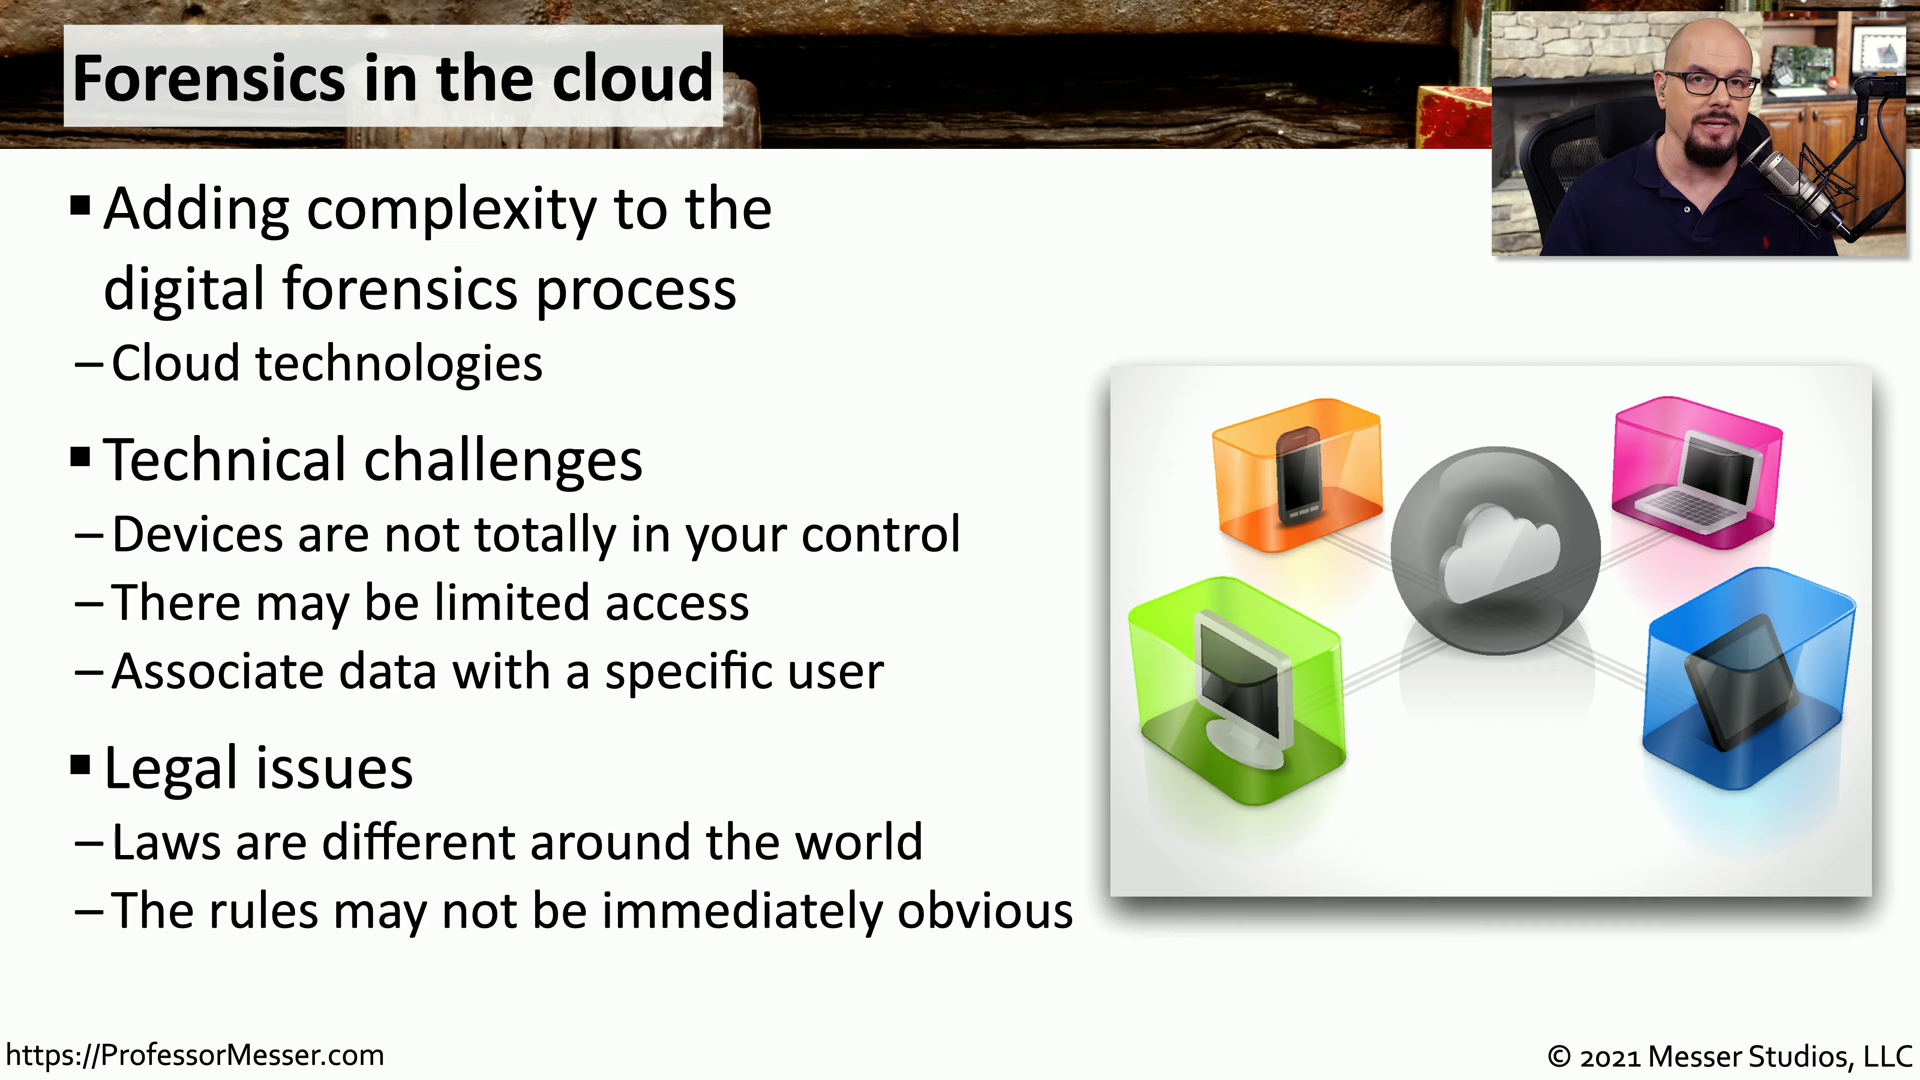 Forensics in the cloud
▪ Adding complexity to the
digital forensics process
– Cloud technologies
▪ Technical challenges
– Devices are not totally in your control
– There may be limited access
– Associate data with a specific user
▪ Legal issues
– Laws are different around the world
– The rules may not be immediately obvious
https://ProfessorMesser.com
© 2021 Messer Studios, LLC